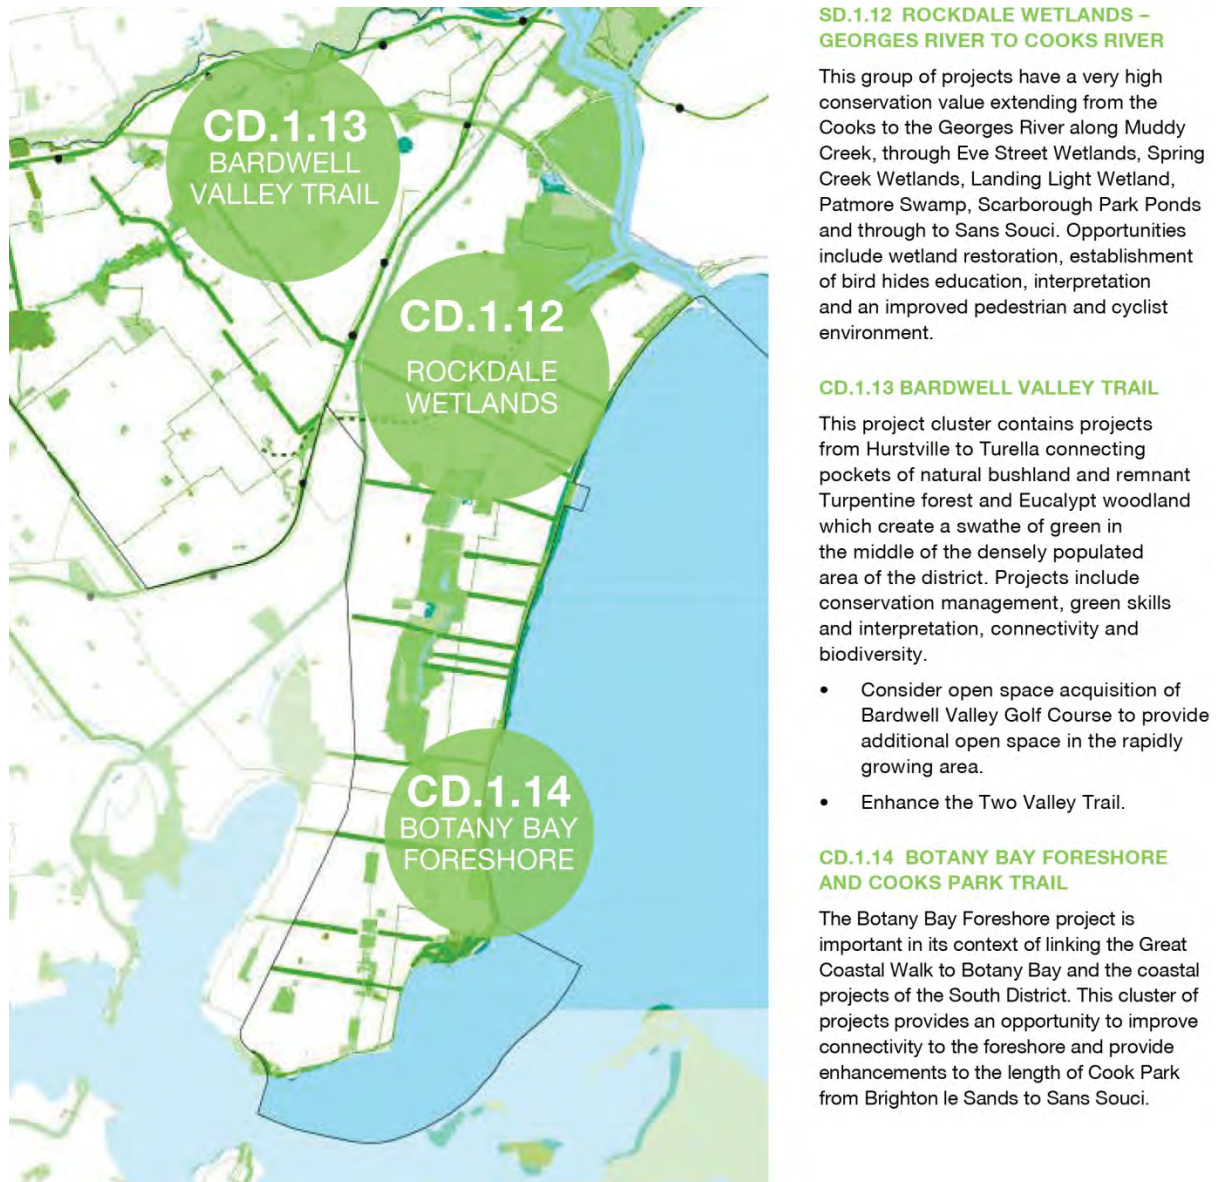 CD.1.13
BARDWELL
VALLEY TRAIL
CD.1.12
ROCKDALE
WETLANDS
CD.1.14
BOTANY BAY
FORESHORE
SD.1.12 ROCKDALE WETLANDS –
GEORGES RIVER TO COOKS RIVER
This group of projects have a very high
conservation value extending from the
Cooks to the Georges River along Muddy
Creek, through Eve Street Wetlands, Spring
Creek Wetlands, Landing Light Wetland,
Patmore Swamp, Scarborough Park Ponds
and through to Sans Souci. Opportunities
include wetland restoration, establishment
of bird hides education, interpretation
and an improved pedestrian and cyclist
environment.
CD.1.13 BARDWELL VALLEY TRAIL
This project cluster contains projects
from Hurstville to Turella connecting
pockets of natural bushland and remnant
Turpentine forest and Eucalypt woodland
which create a swathe of green in
the middle of the densely populated
area of the district. Projects include
conservation management, green skills
and interpretation, connectivity and
biodiversity.
• Consider open space acquisition of
Bardwell Valley Golf Course to provide
additional open space in the rapidly
growing area.
• Enhance the Two Valley Trail.
CD.1.14 BOTANY BAY FORESHORE
AND COOKS PARK TRAIL
The Botany Bay Foreshore project is
important in its context of linking the Great
Coastal Walk to Botany Bay and the coastal
projects of the South District. This cluster of
projects provides an opportunity to improve
connectivity to the foreshore and provide
enhancements to the length of Cook Park
from Brighton le Sands to Sans Souci.